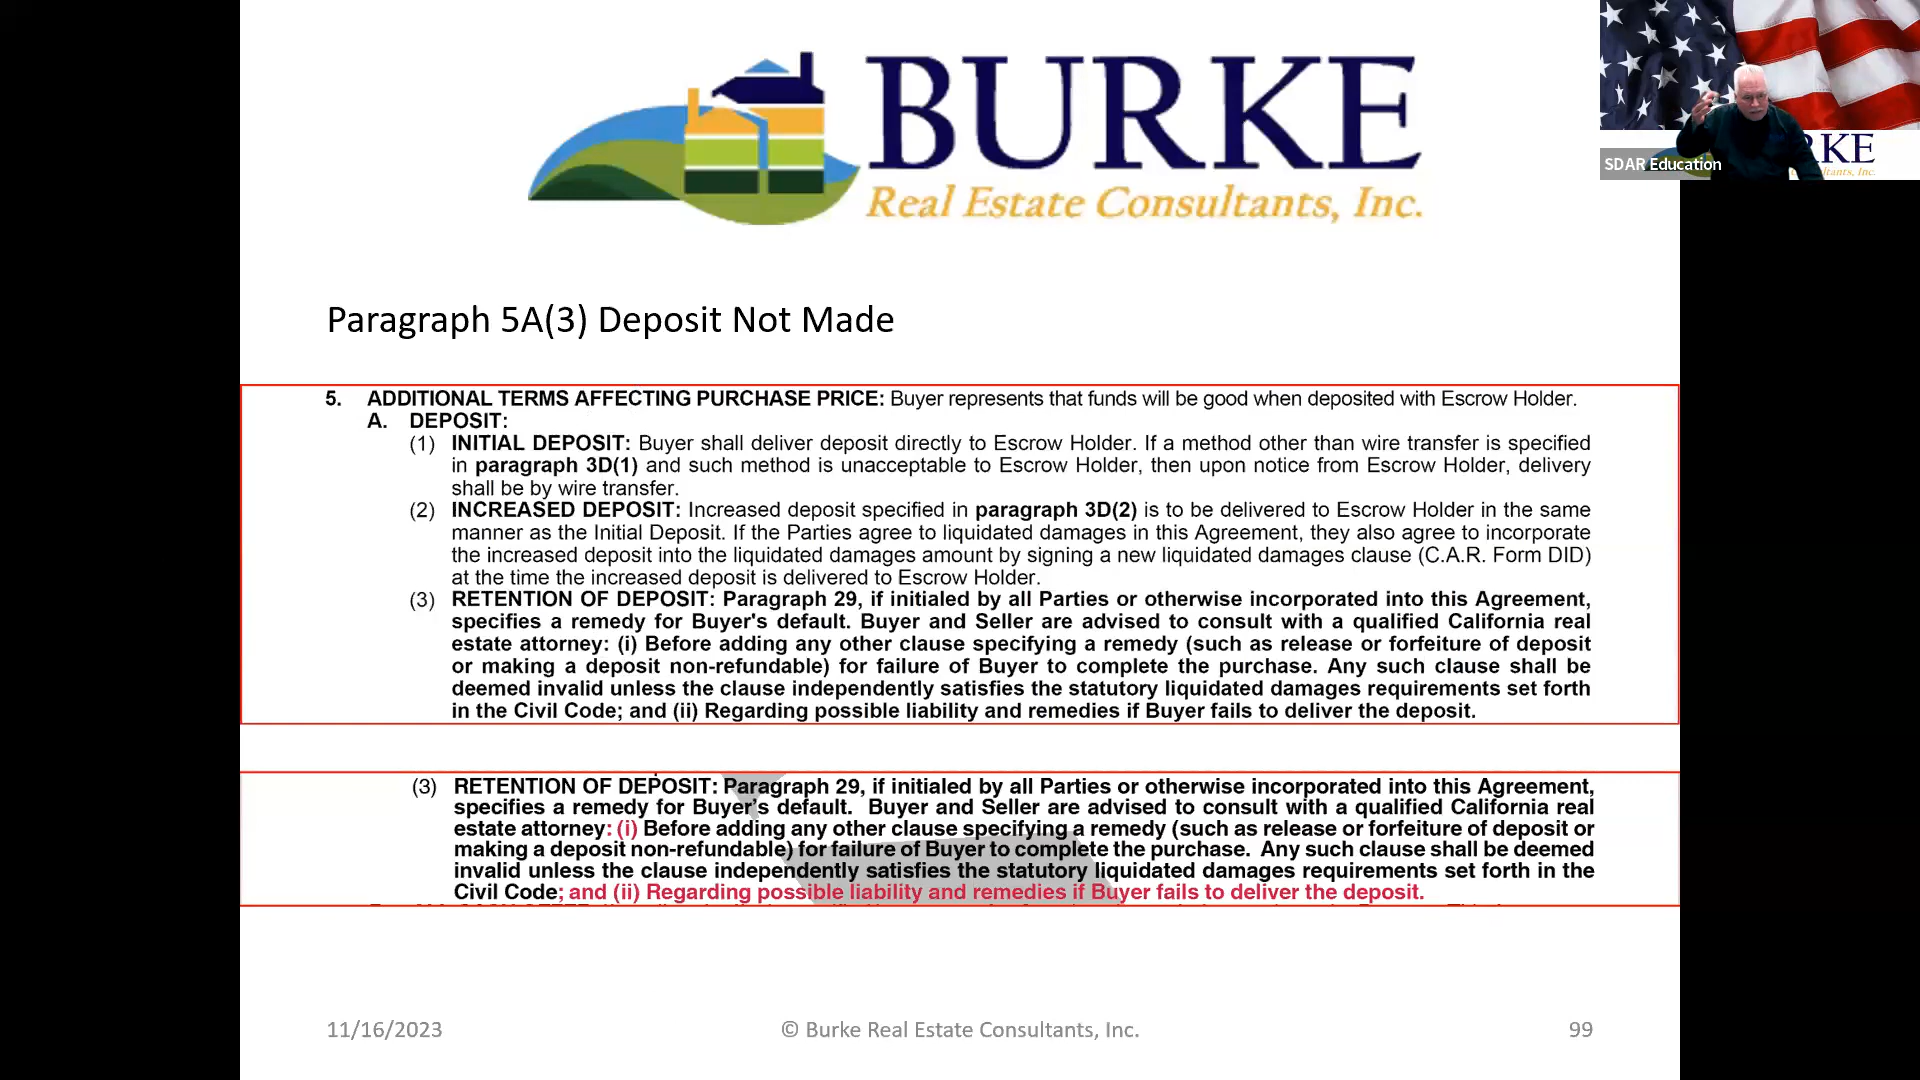 BURKE
Real Estate Consultants, Inc.
RKE
ltants, Inc.
SDAR Education
Paragraph 5A(3) Deposit Not Made
5. ADDITIONAL TERMS AFFECTING PURCHASE PRICE: Buyer represents that funds will be good when deposited with Escrow Holder.
A. DEPOSIT:
(1) INITIAL DEPOSIT: Buyer shall deliver deposit directly to Escrow Holder. If a method other than wire transfer is specified
in paragraph 3D(1) and such method is unacceptable to Escrow Holder, then upon notice from Escrow Holder, delivery
shall be by wire transfer.
(2) INCREASED DEPOSIT: Increased deposit specified in paragraph 3D(2) is to be delivered to Escrow Holder in the same
manner as the Initial Deposit. If the Parties agree to liquidated damages in this Agreement, they also agree to incorporate
the increased deposit into the liquidated damages amount by signing a new liquidated damages clause (C.A.R. Form DID)
at the time the increased deposit is delivered to Escrow Holder.
(3) RETENTION OF DEPOSIT: Paragraph 29, if initialed by all Parties or otherwise incorporated into this Agreement,
specifies a remedy for Buyer's default. Buyer and Seller are advised to consult with a qualified California real
estate attorney: (i) Before adding any other clause specifying a remedy (such as release or forfeiture of deposit
or making a deposit non-refundable) for failure of Buyer to complete the purchase. Any such clause shall be
deemed invalid unless the clause independently satisfies the statutory liquidated damages requirements set forth
in the Civil Code; and (ii) Regarding possible liability and remedies if Buyer fails to deliver the deposit.
(3) RETENTION OF DEPOSIT: Paragraph 29, if initialed by all Parties or otherwise incorporated into this Agreement,
specifies a remedy for Buyer's default. Buyer and Seller are advised to consult with a qualified California real
estate attorney: (i) Before adding any other clause specifying a remedy (such as release or forfeiture of deposit or
making a deposit non-refundable) for failure of Buyer to complete the purchase. Any such clause shall be deemed
invalid unless the clause independently satisfies the statutory liquidated damages requirements set forth in the
Civil Code; and (ii) Regarding possible liability and remedies if Buyer fails to deliver the deposit.
11/16/2023
© Burke Real Estate Consultants, Inc.
99